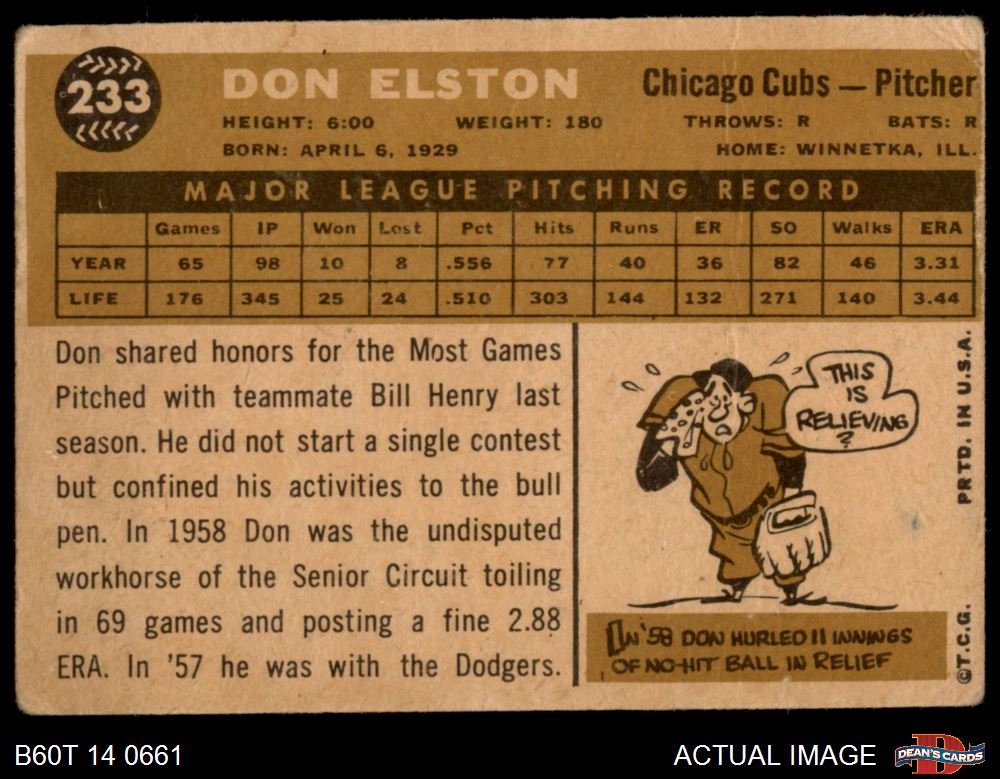 233
DON ELSTON
Chicago Cubs — Pitcher
HEIGHT: 6:00 WEIGHT: 180 THROWS: R BATS: R
BORN: APRIL 6, 1929 HOME: WINNETKA, ILL.
MAJOR LEAGUE PITCHING RECORD
Games IP Won Lost Pct Hits Runs ER SO Walks ERA
YEAR 65 98 10 8 .556 77 40 36 82 46 3.31
LIFE 176 345 25 24 .510 303 144 132 271 140 3.44
Don shared honors for the Most Games
Pitched with teammate Bill Henry last
season. He did not start a single contest
but confined his activities to the bull
pen. In 1958 Don was the undisputed
workhorse of the Senior Circuit toiling
in 69 games and posting a fine 2.88
ERA. In '57 he was with the Dodgers.
THIS
IS
RELIEVING
?
IN '58 DON HURLED 11 INNINGS
OF NO-HIT BALL IN RELIEF
©T.C.G. PRTD. IN U.S.A.
B60T 14 0661
ACTUAL IMAGE
D
DEAN'S CARDS